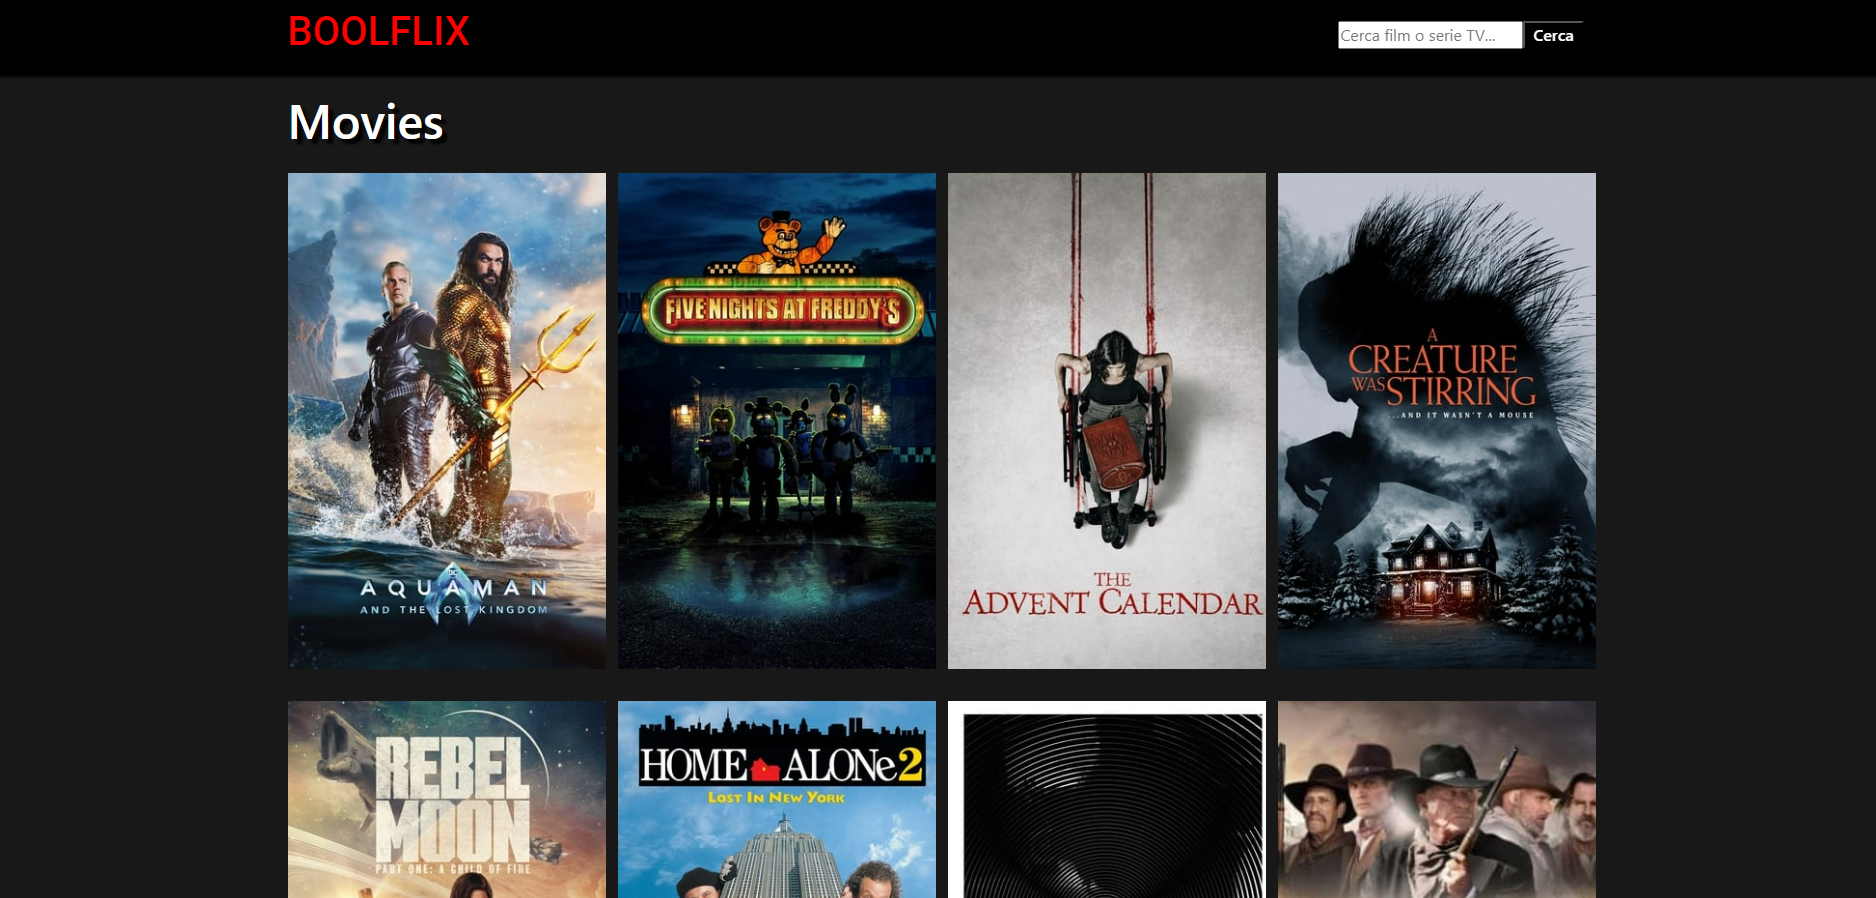 BOOLFLIX
Cerca film o serie TV...
Cerca
Movies
DC
AQUAMAN
AND THE LOST KINGDOM
FIVE NIGHTS AT FREDDY'S
THE
ADVENT CALENDAR
A
CREATURE
WAS STIRRING
...AND IT WASN'T A MOUSE
REBEL
MOON
PART ONE: A CHILD OF FIRE
HOME ALONe 2
LOST IN NEW YORK